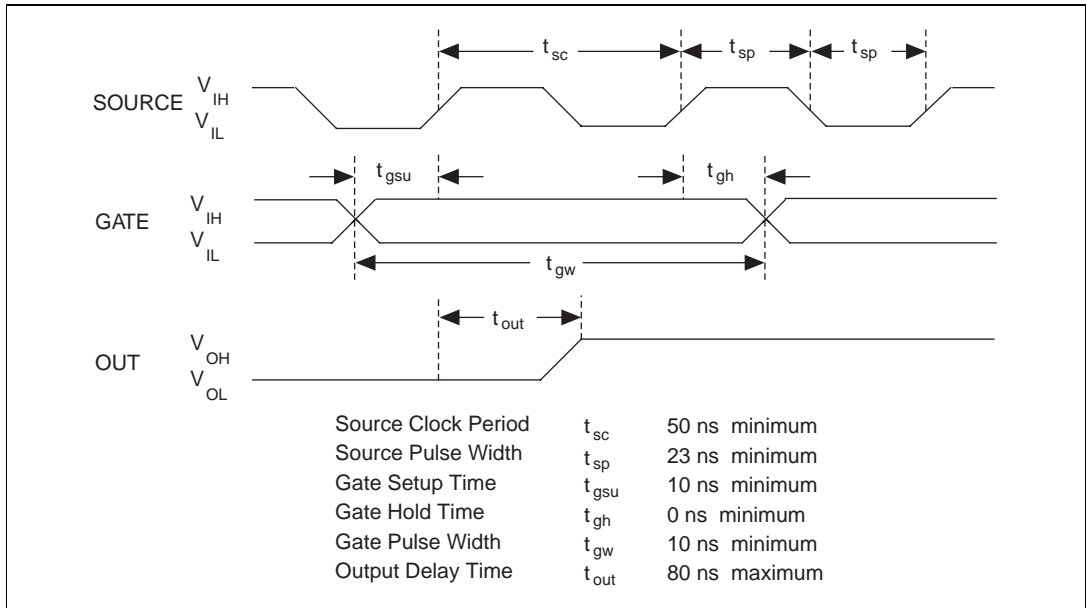 t sc t sp t sp
SOURCE V IH
V IL
t gsu t gh
GATE V IH
V IL
t gw
t out
OUT V OH
V OL
Source Clock Period t sc 50 ns minimum
Source Pulse Width t sp 23 ns minimum
Gate Setup Time t gsu 10 ns minimum
Gate Hold Time t gh 0 ns minimum
Gate Pulse Width t gw 10 ns minimum
Output Delay Time t out 80 ns maximum